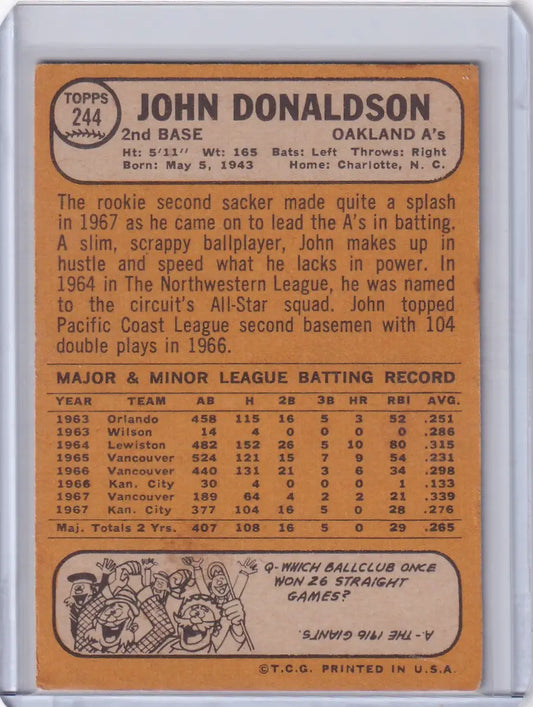 TOPPS
244
JOHN DONALDSON
2nd BASE OAKLAND A's
Ht: 5'11" Wt: 165 Bats: Left Throws: Right
Born: May 5, 1943 Home: Charlotte, N. C.
The rookie second sacker made quite a splash
in 1967 as he came on to lead the A's in batting.
A slim, scrappy ballplayer, John makes up in
hustle and speed what he lacks in power. In
1964 in The Northwestern League, he was named
to the circuit's All-Star squad. John topped
Pacific Coast League second basemen with 104
double plays in 1966.
MAJOR & MINOR LEAGUE BATTING RECORD
YEAR TEAM AB H 2B 3B HR RBI AVG.
1963 Orlando 458 115 16 5 3 52 .251
1963 Wilson 14 4 0 0 0 0 .286
1964 Lewiston 482 152 26 5 10 80 .315
1965 Vancouver 524 121 15 7 9 54 .231
1966 Vancouver 440 131 21 3 6 34 .298
1966 Kan. City 30 4 0 0 0 1 .133
1967 Vancouver 189 64 4 2 2 21 .339
1967 Kan. City 377 104 16 5 0 28 .276
Maj. Totals 2 Yrs. 407 108 16 5 0 29 .265
Q-WHICH BALLCLUB ONCE
WON 26 STRAIGHT
GAMES?
A-THE 1916 GIANTS.
©T.C.G. PRINTED IN U.S.A.